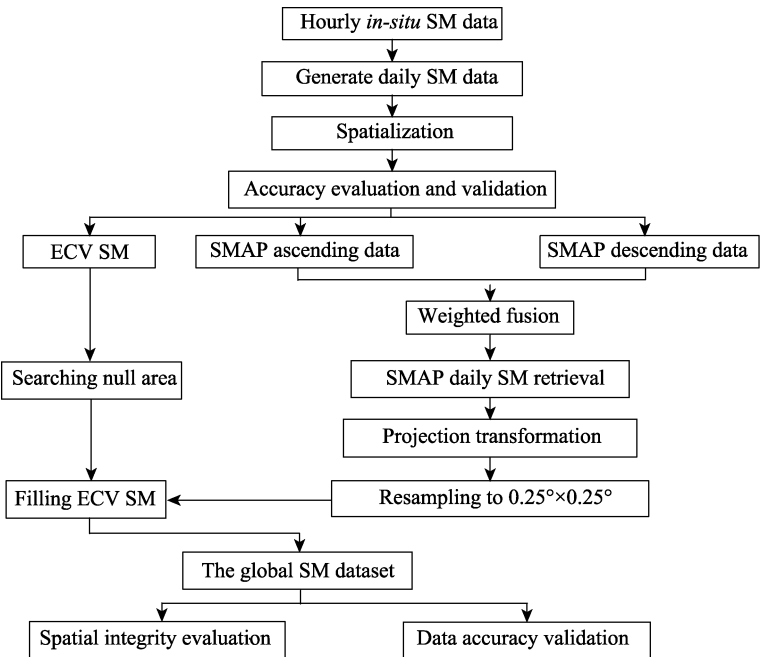 Hourly in-situ SM data
Generate daily SM data
Spatialization
Accuracy evaluation and validation
ECV SM
SMAP ascending data
SMAP descending data
Weighted fusion
Searching null area
SMAP daily SM retrieval
Projection transformation
Filling ECV SM
Resampling to 0.25°×0.25°
The global SM dataset
Spatial integrity evaluation
Data accuracy validation